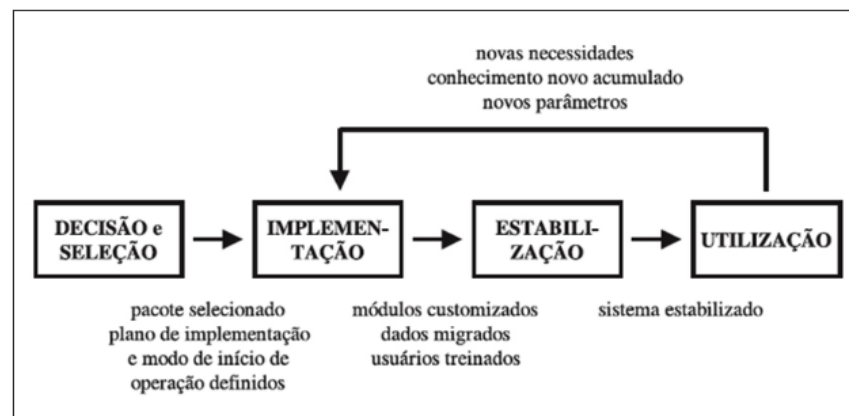 novas necessidades
conhecimento novo acumulado
novos parâmetros
DECISÃO e
SELEÇÃO
IMPLEMEN-
TAÇÃO
ESTABILI-
ZAÇÃO
UTILIZAÇÃO
pacote selecionado
plano de implementação
e modo de início de
operação definidos
módulos customizados
dados migrados
usuários treinados
sistema estabilizado